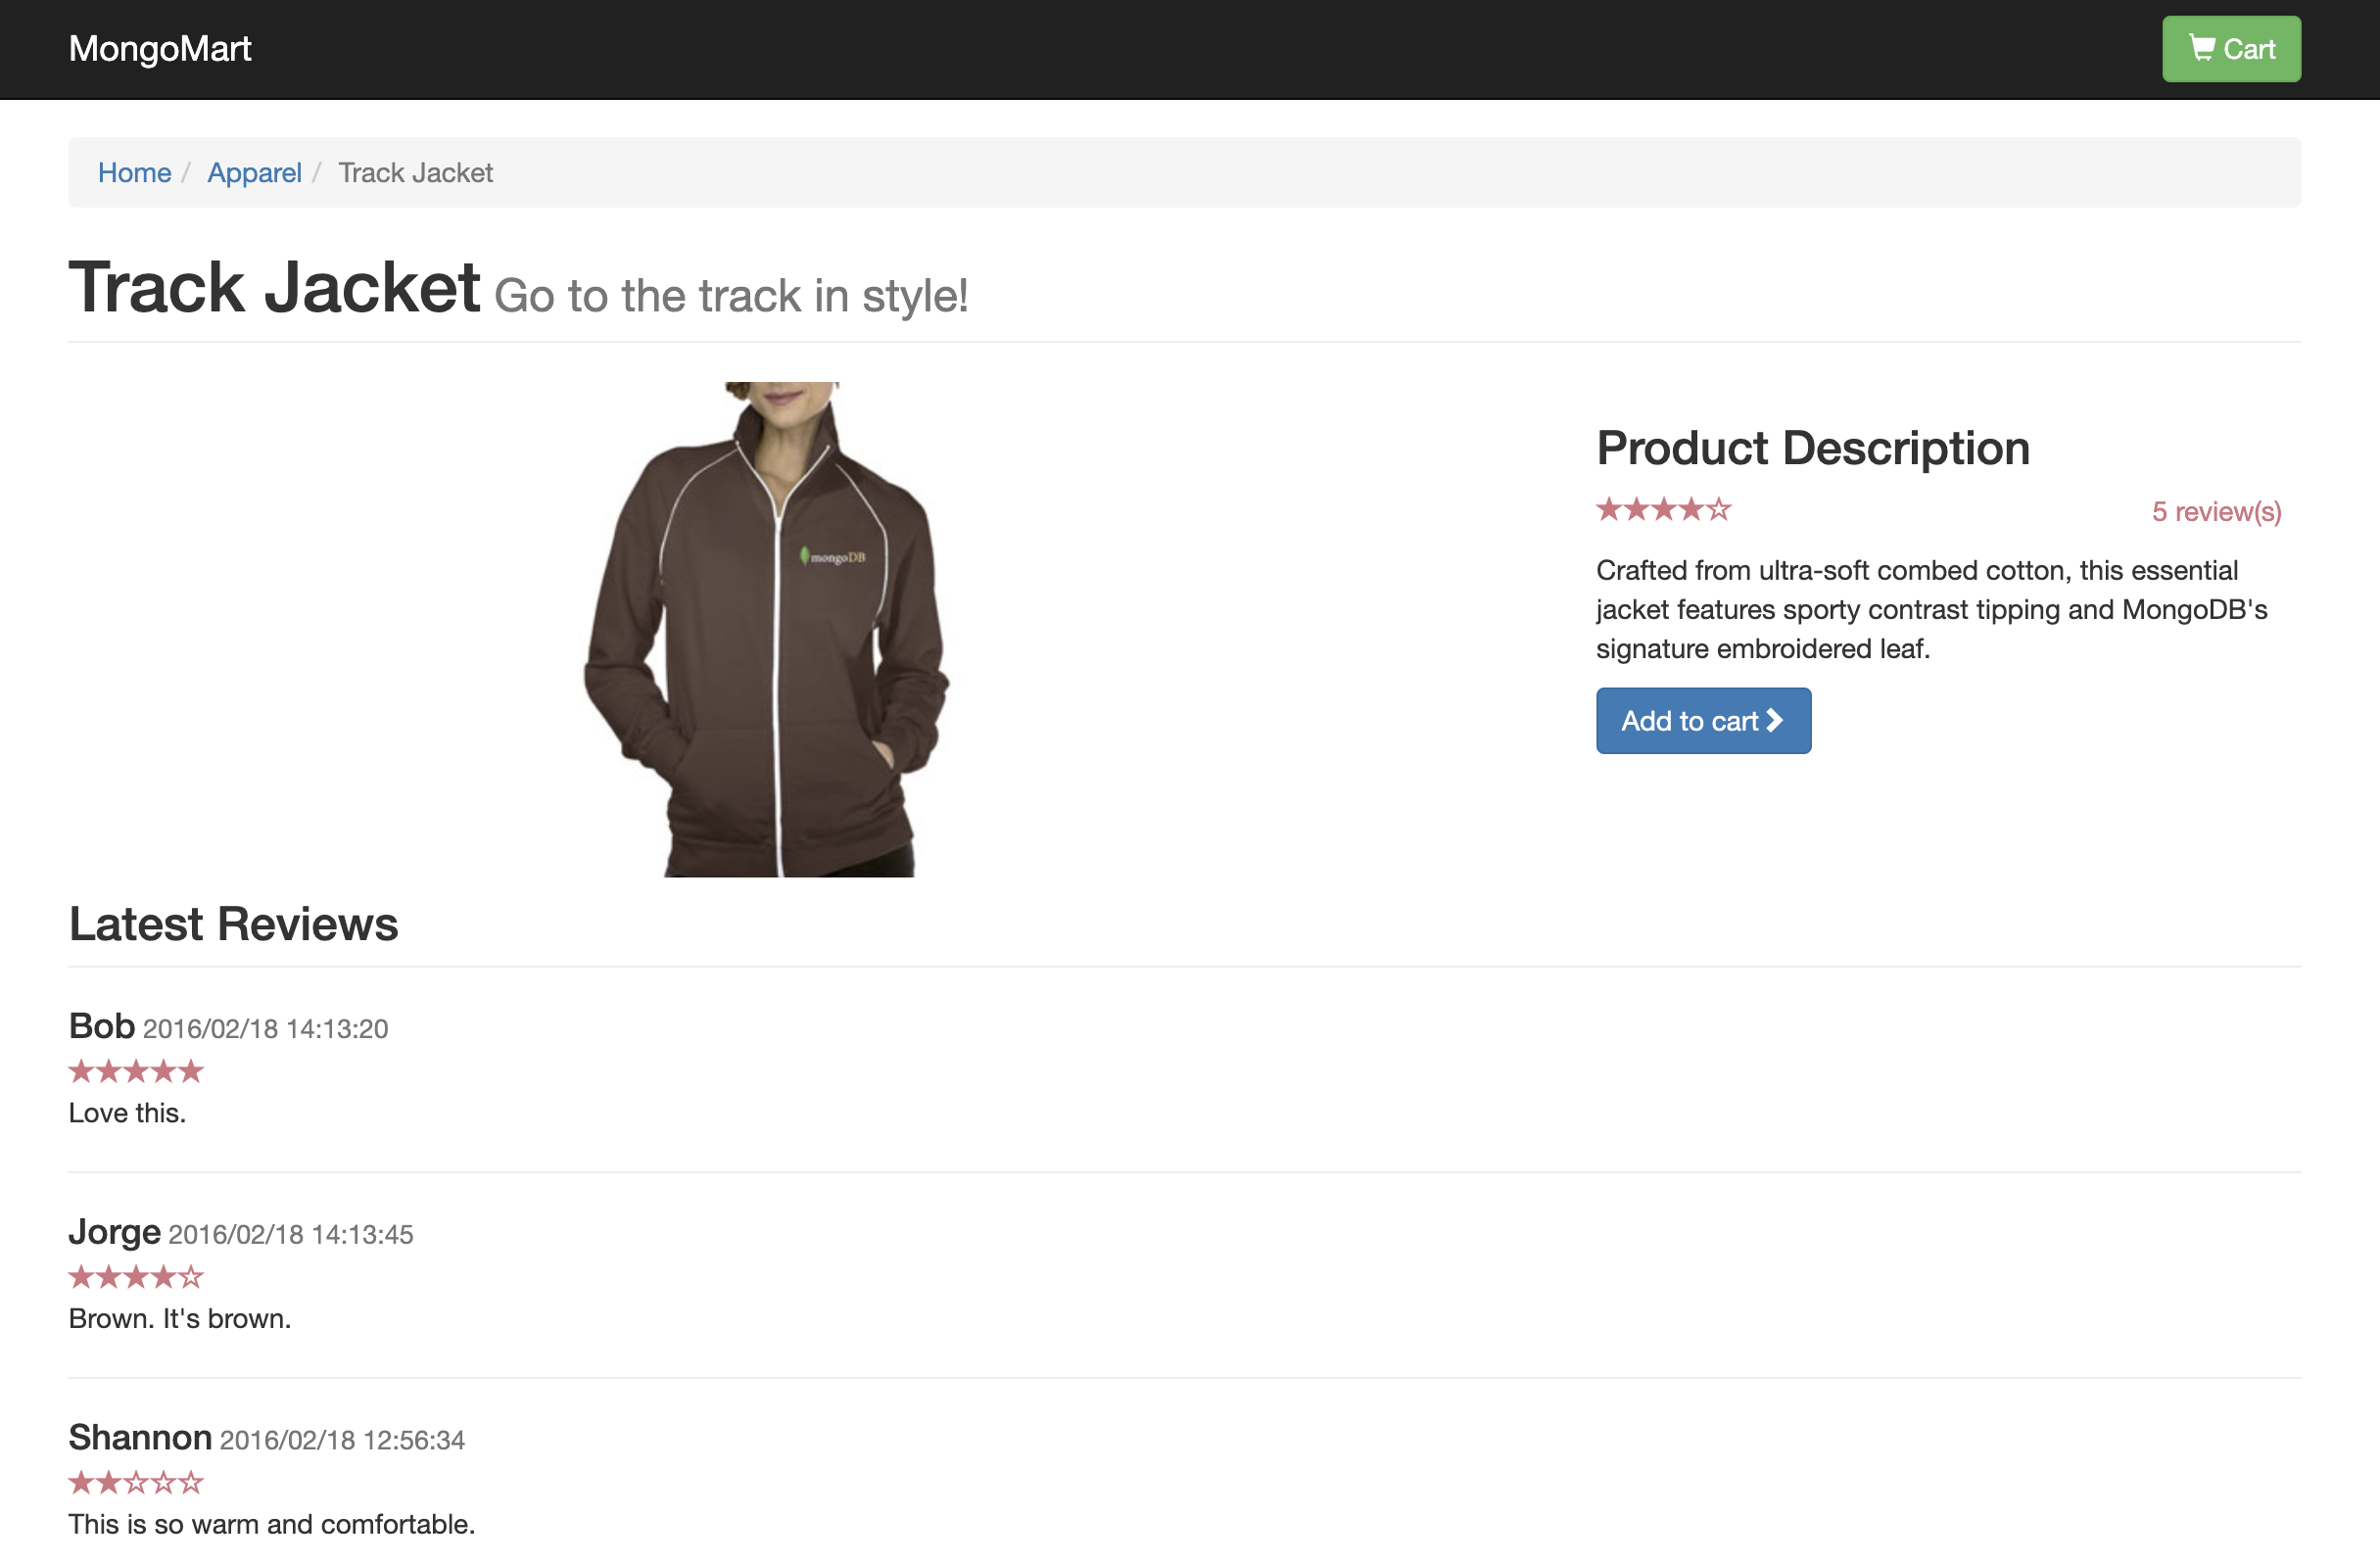 MongoMart
Cart
Home / Apparel / Track Jacket
Track Jacket Go to the track in style!
mongoDB
Product Description
5 review(s)
Crafted from ultra-soft combed cotton, this essential
jacket features sporty contrast tipping and MongoDB's
signature embroidered leaf.
Add to cart
Latest Reviews
Bob 2016/02/18 14:13:20
Love this.
Jorge 2016/02/18 14:13:45
Brown. It's brown.
Shannon 2016/02/18 12:56:34
This is so warm and comfortable.